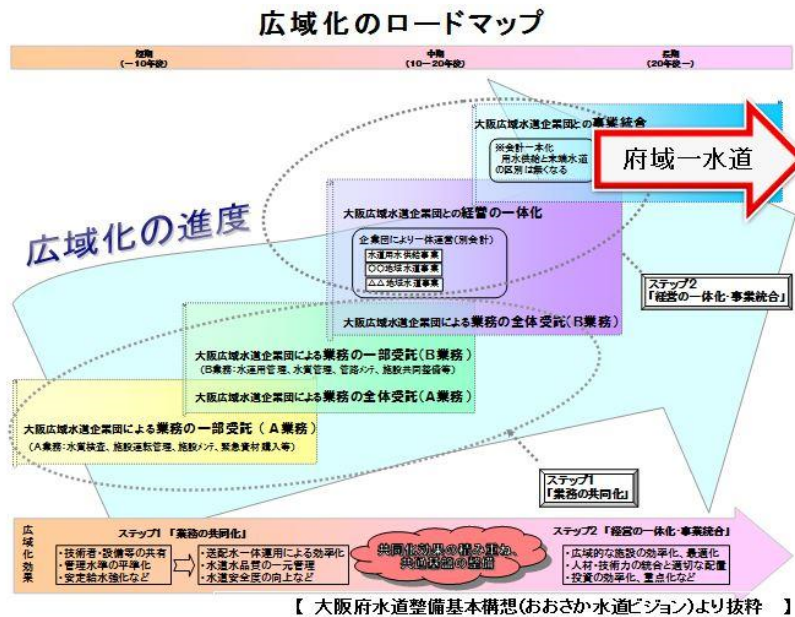 広域化のロードマップ
短期
(－10年後)
中期
(10－20年後)
長期
(20年後－)
大阪広域水道企業団との事業統合
※会計一本化
用水供給と末端水道
の区別は無くなる
府域一水道
大阪広域水道企業団との経営の一体化
広域化の進度
企業団により一体運営(別会計)
水道用水供給事業
〇〇地域水道事業
△△地域水道事業
ステップ2
「経営の一体化・事業統合」
大阪広域水道企業団による業務の全体受託(B業務)
大阪広域水道企業団による業務の一部受託(B業務)
(B業務:水運用管理、水質管理、管路メンテ、施設共同整備等)
大阪広域水道企業団による業務の全体受託(A業務)
大阪広域水道企業団による業務の一部受託(A業務)
(A業務:水質検査、施設運転管理、施設メンテ、緊急資材購入等)
ステップ1
「業務の共同化」
広域化効果
ステップ1 「業務の共同化」
・技術者・設備等の共有
・管理水準の平準化
・安定給水強化など
・送配水一体運用による効率化
・水道水品質の一元管理
・水道安全度の向上など
共同化効果の積み重ね、
共通基盤の整備
ステップ2 「経営の一体化・事業統合」
・広域的な施設の効率化、最適化
・人材・技術力の統合と適切な配置
・投資の効率化、重点化など
【 大阪府水道整備基本構想(おおさか水道ビジョン)より抜粋 】